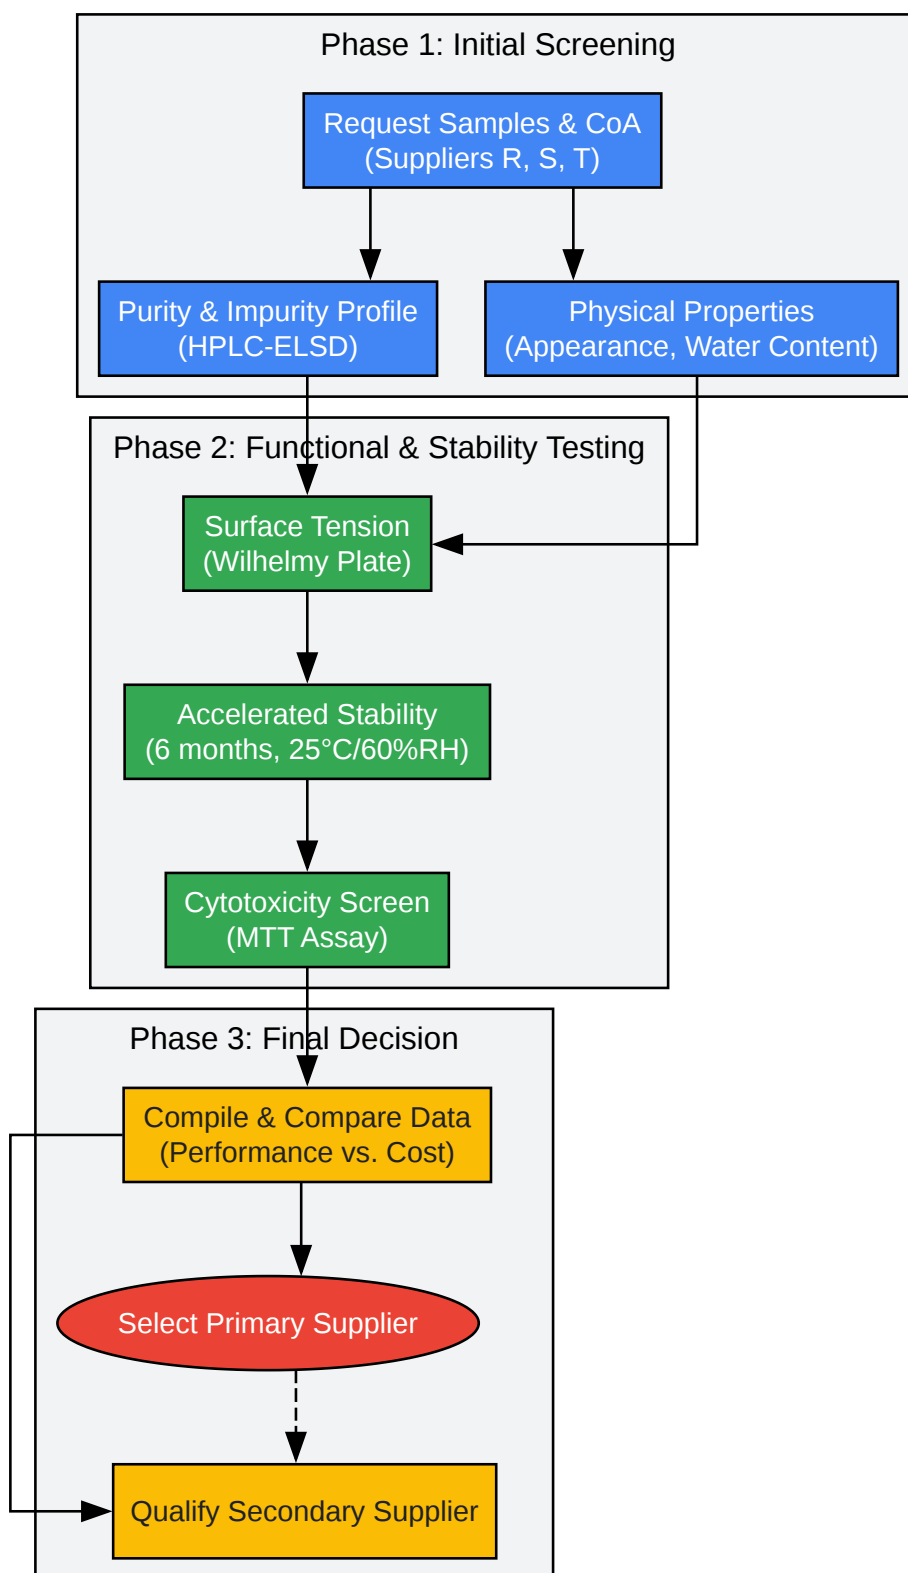 Phase 1: Initial Screening
Request Samples & CoA
(Suppliers R, S, T)
Purity & Impurity Profile
(HPLC-ELSD)
Physical Properties
(Appearance, Water Content)
Phase 2: Functional & Stability Testing
Surface Tension
(Wilhelmy Plate)
Accelerated Stability
(6 months, 25°C/60%RH)
Cytotoxicity Screen
(MTT Assay)
Phase 3: Final Decision
Compile & Compare Data
(Performance vs. Cost)
Select Primary Supplier
Qualify Secondary Supplier